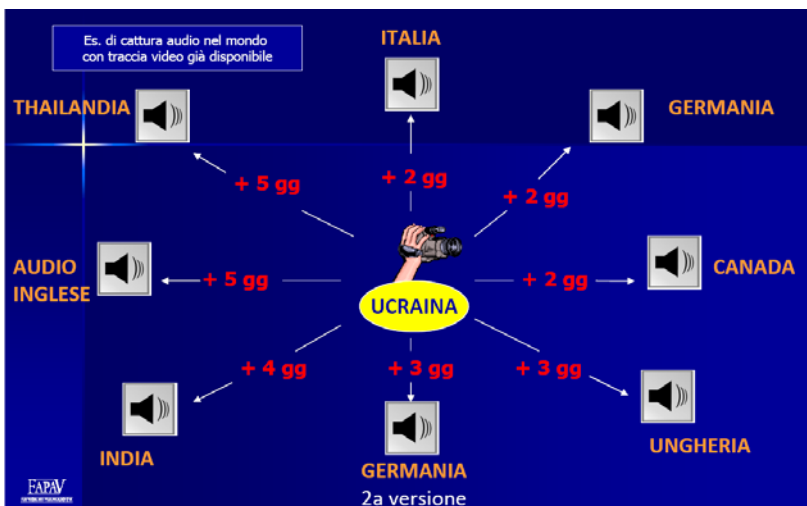 Es. di cattura audio nel mondo
con traccia video già disponibile
ITALIA
THAILANDIA
GERMANIA
+ 5 gg
+ 2 gg
+ 2 gg
AUDIO
INGLESE
+ 5 gg
UCRAINA
+ 2 gg
CANADA
+ 4 gg
+ 3 gg
+ 3 gg
INDIA
GERMANIA
2a versione
UNGHERIA
FAPAV